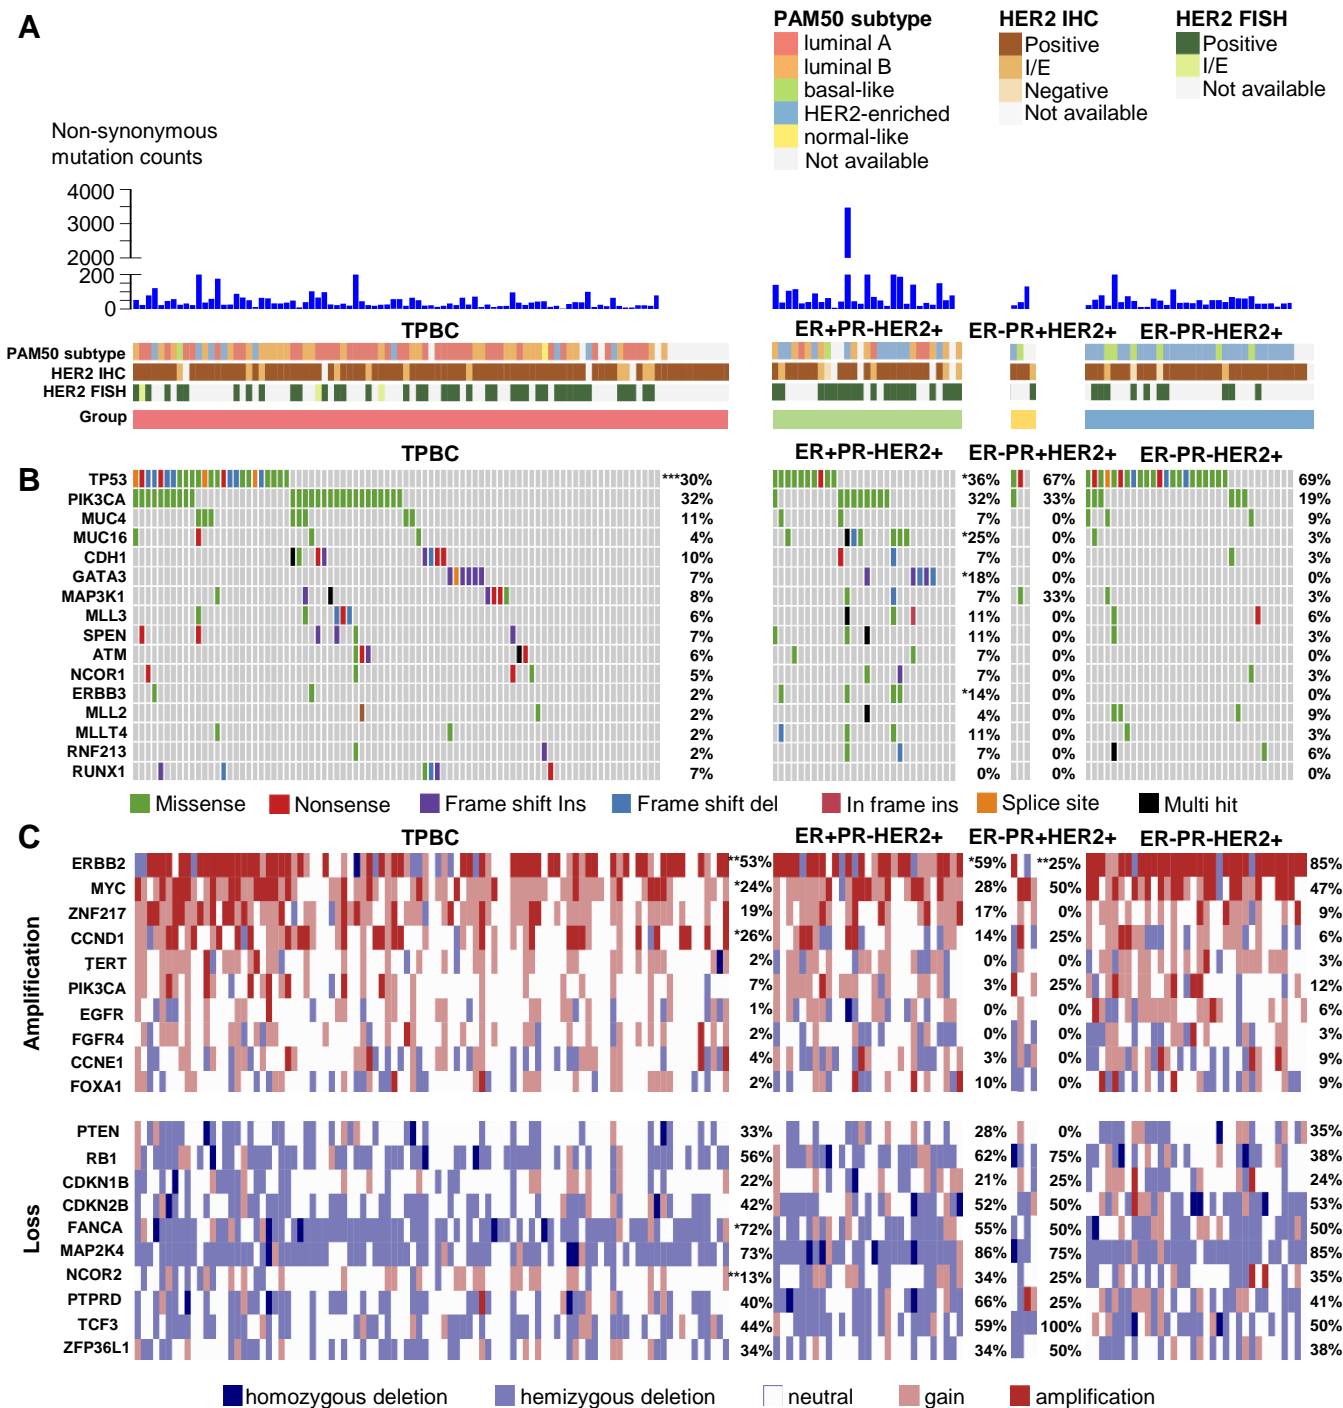 A
PAM50 subtype
luminal A
luminal B
basal-like
HER2-enriched
normal-like
Not available
HER2 IHC
Positive
I/E
Negative
Not available
HER2 FISH
Positive
I/E
Not available
Non-synonymous
mutation counts
4000
3000
2000
200
0
TPBC ER+PR-HER2+ ER-PR+HER2+ ER-PR-HER2+
PAM50 subtype
HER2 IHC
HER2 FISH
Group
B
TPBC ER+PR-HER2+ ER-PR+HER2+ ER-PR-HER2+
TP53 ***30% *36% 67% 69%
PIK3CA 32% 32% 33% 19%
MUC4 11% 7% 0% 9%
MUC16 4% *25% 0% 3%
CDH1 10% 7% 0% 3%
GATA3 7% *18% 0% 0%
MAP3K1 8% 7% 33% 3%
MLL3 6% 11% 0% 6%
SPEN 7% 11% 0% 3%
ATM 6% 7% 0% 0%
NCOR1 5% 7% 0% 3%
ERBB3 2% *14% 0% 0%
MLL2 2% 4% 0% 9%
MLLT4 2% 11% 0% 3%
RNF213 2% 7% 0% 6%
RUNX1 7% 0% 0% 0%
Missense Nonsense Frame shift Ins Frame shift del In frame ins Splice site Multi hit
C
TPBC ER+PR-HER2+ ER-PR+HER2+ ER-PR-HER2+
Amplification
ERBB2 **53% *59% **25% 85%
MYC *24% 28% 50% 47%
ZNF217 19% 17% 0% 9%
CCND1 *26% 14% 25% 6%
TERT 2% 0% 0% 3%
PIK3CA 7% 3% 25% 12%
EGFR 1% 0% 0% 6%
FGFR4 2% 0% 0% 3%
CCNE1 4% 3% 0% 9%
FOXA1 2% 10% 0% 9%
Loss
PTEN 33% 28% 0% 35%
RB1 56% 62% 75% 38%
CDKN1B 22% 21% 25% 24%
CDKN2B 42% 52% 50% 53%
FANCA *72% 55% 50% 50%
MAP2K4 73% 86% 75% 85%
NCOR2 **13% 34% 25% 35%
PTPRD 40% 66% 25% 41%
TCF3 44% 59% 100% 50%
ZFP36L1 34% 34% 50% 38%
homozygous deletion hemizygous deletion neutral gain amplification